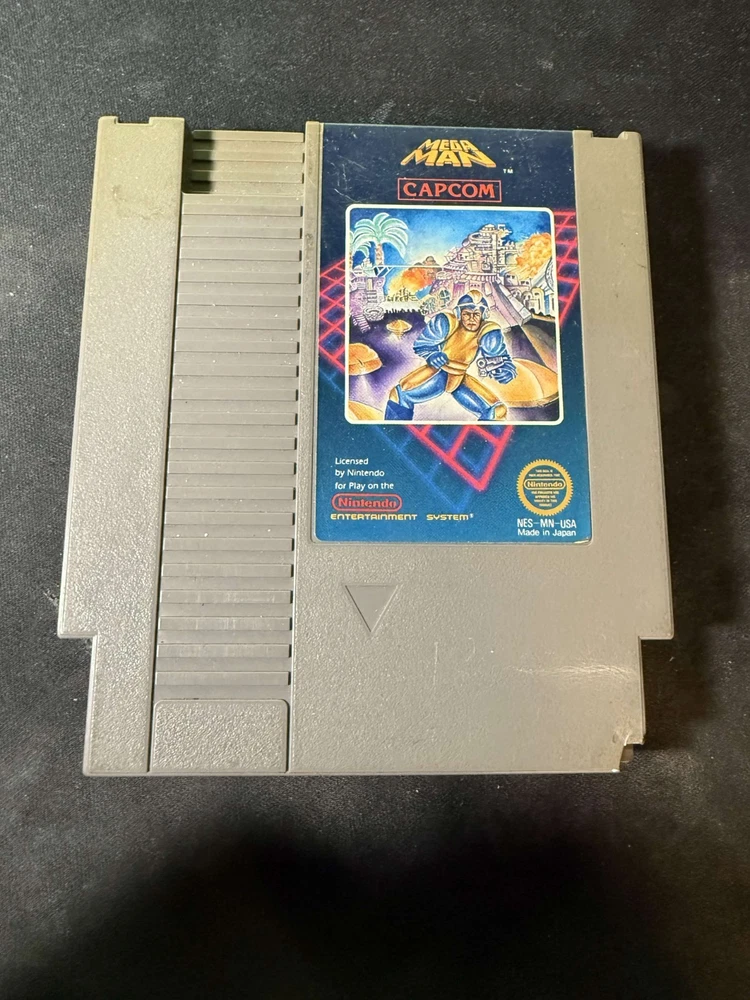 MEGA
MAN
TM
CAPCOM
Licensed
by Nintendo
for Play on the
Nintendo
ENTERTAINMENT SYSTEM®
Nintendo
NES-MN-USA
Made in Japan